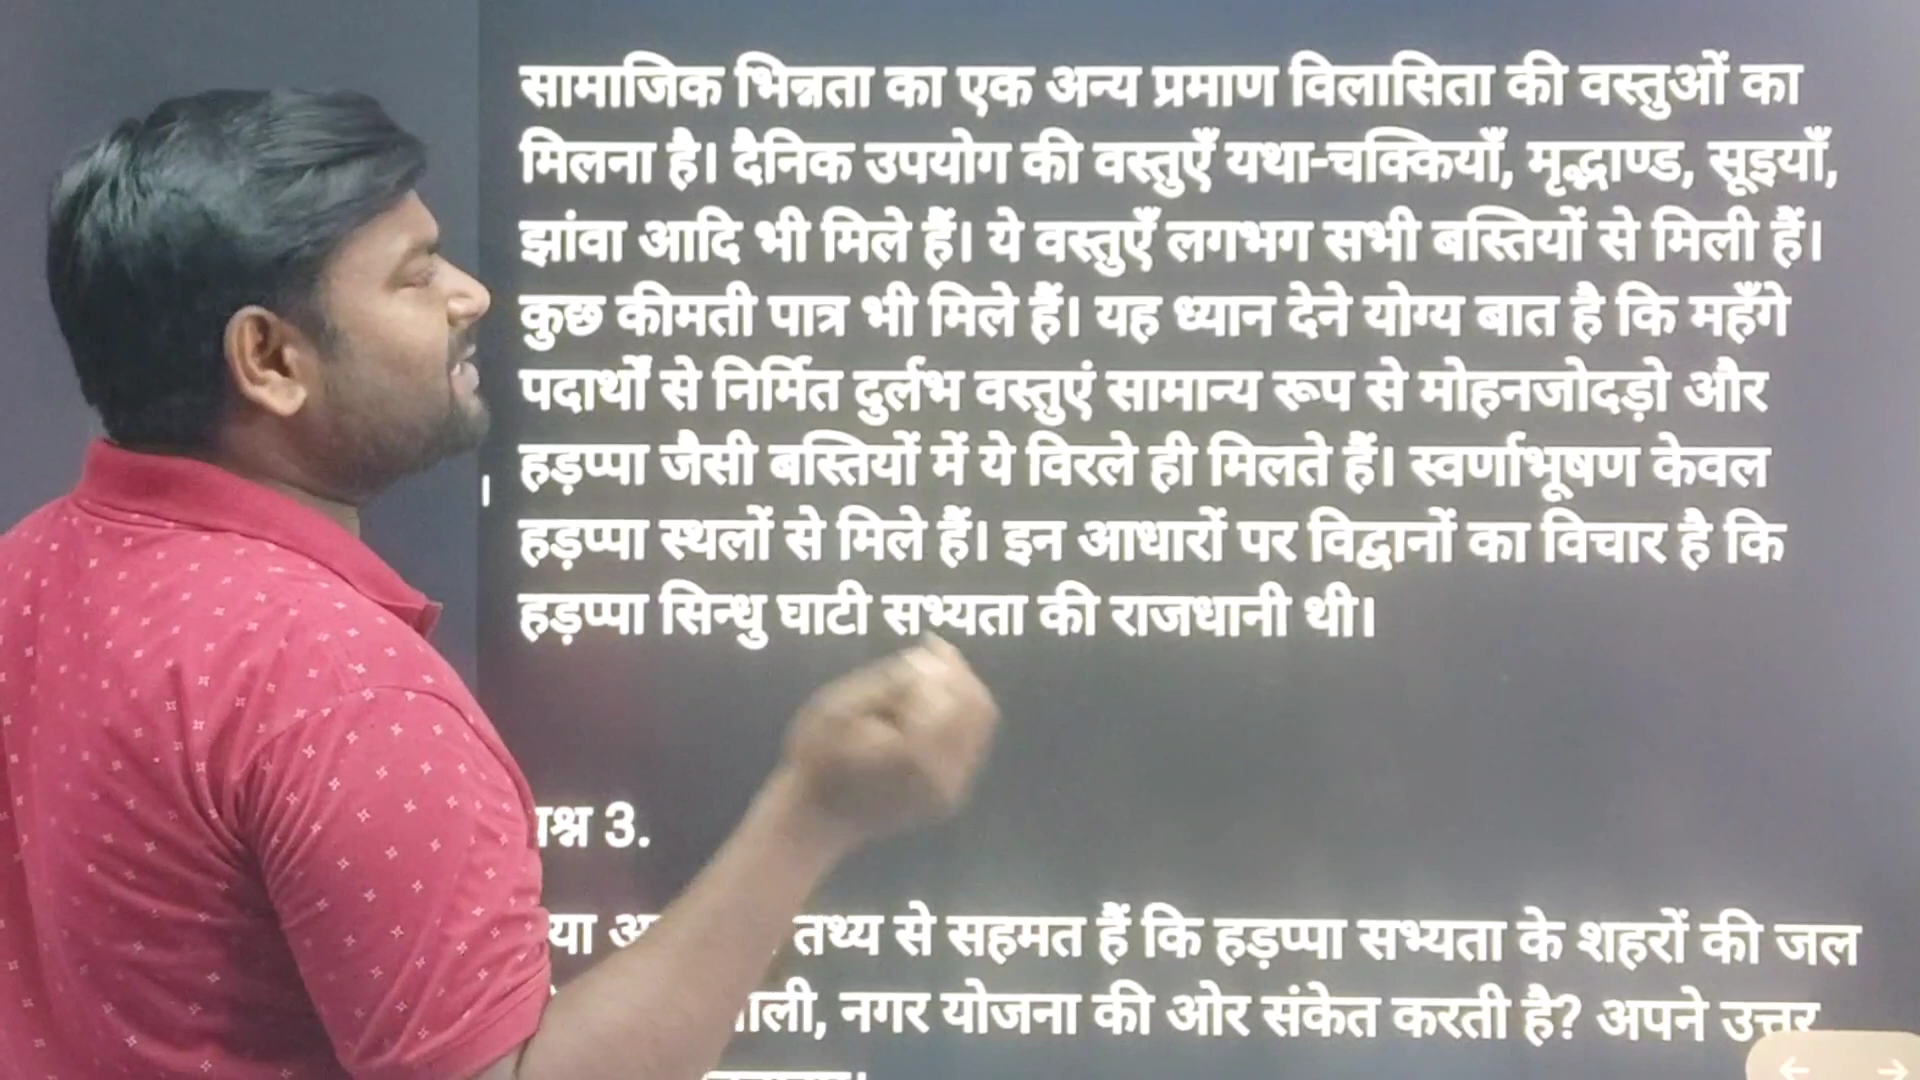 सामाजिक भिन्नता का एक अन्य प्रमाण विलासिता की वस्तुओं का
मिलना है। दैनिक उपयोग की वस्तुएँ यथा-चक्कियाँ, मृद्भाण्ड, सूइयाँ,
झांवा आदि भी मिले हैं। ये वस्तुएँ लगभग सभी बस्तियों से मिली हैं।
कुछ कीमती पात्र भी मिले हैं। यह ध्यान देने योग्य बात है कि महँगे
पदार्थों से निर्मित दुर्लभ वस्तुएं सामान्य रूप से मोहनजोदड़ो और
हड़प्पा जैसी बस्तियों में ये विरले ही मिलते हैं। स्वर्णाभूषण केवल
हड़प्पा स्थलों से मिले हैं। इन आधारों पर विद्वानों का विचार है कि
हड़प्पा सिन्धु घाटी सभ्यता की राजधानी थी।
3.
तथ्य से सहमत हैं कि हड़प्पा सभ्यता के शहरों की जल
नगर योजना की ओर संकेत करती है? अपने उत्तर